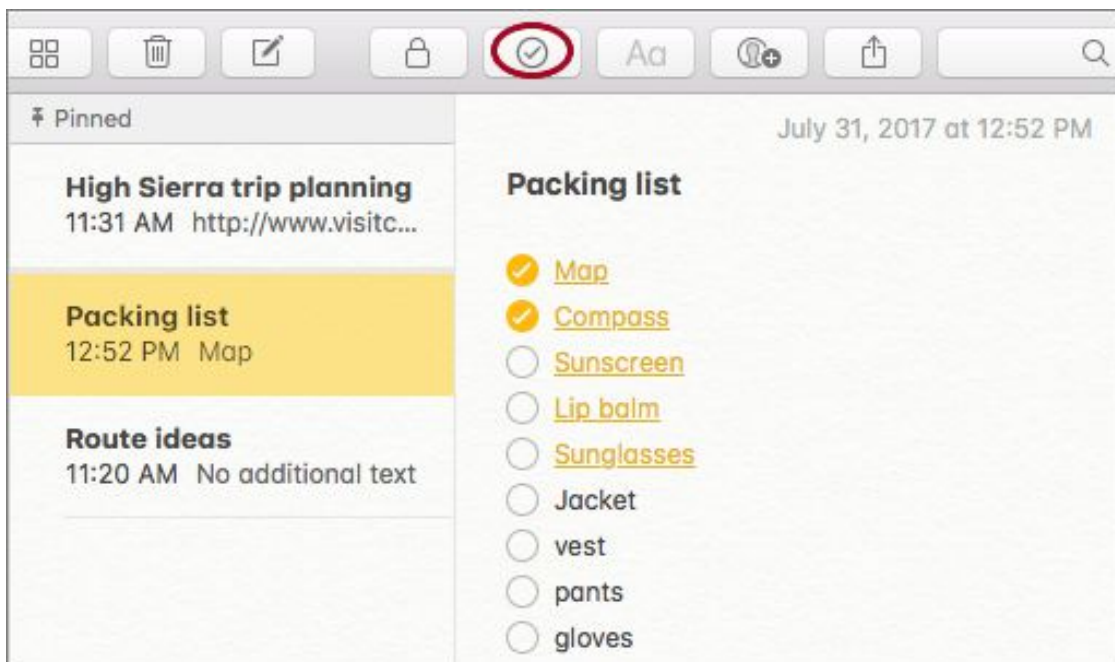 Aa
Pinned
High Sierra trip planning
11:31 AM http://www.visitc...
Packing list
12:52 PM Map
Route ideas
11:20 AM No additional text
July 31, 2017 at 12:52 PM
Packing list
Map
Compass
Sunscreen
Lip balm
Sunglasses
Jacket
vest
pants
gloves